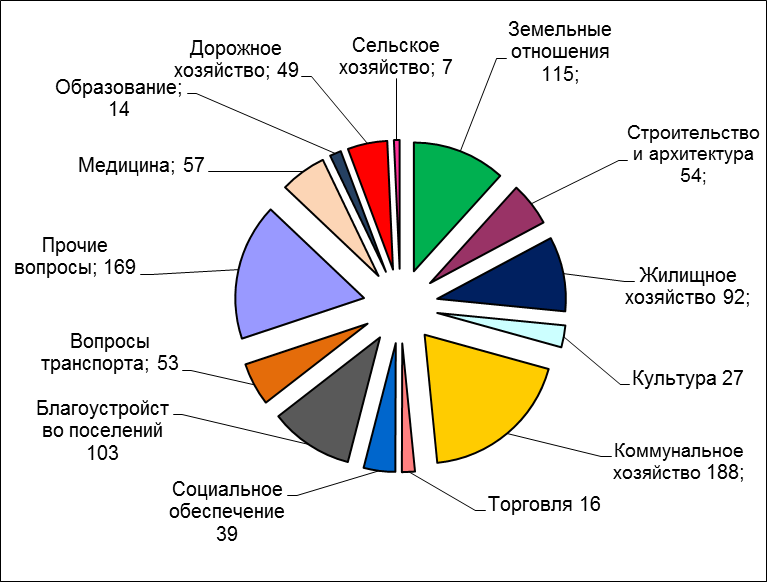 Земельные
отношения
115;
Строительство
и архитектура
54;
Жилищное
хозяйство 92;
Культура 27
Коммунальное
хозяйство 188;
Торговля 16
Социальное
обеспечение
39
Благоустройст
во поселений
103
Вопросы
транспорта; 53
Прочие
вопросы; 169
Медицина; 57
Образование;
14
Дорожное
хозяйство; 49
Сельское
хозяйство; 7